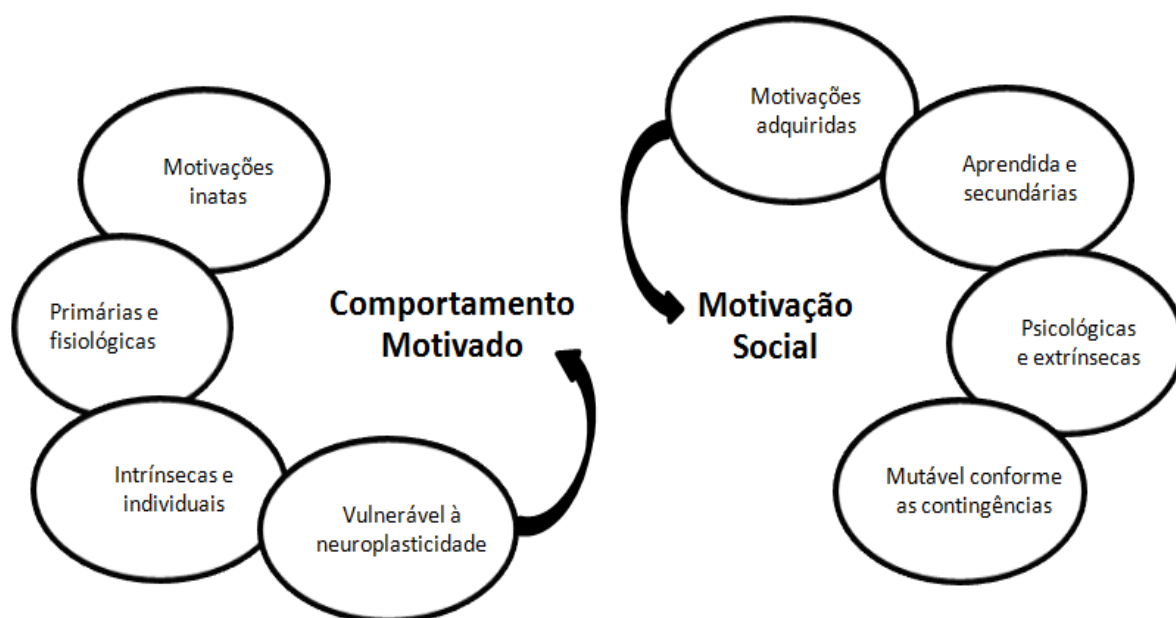 Motivações
inatas
Primárias e
fisiológicas
Intrínsecas e
individuais
Vulnerável à
neuroplasticidade
Comportamento
Motivado
Motivações
adquiridas
Aprendida e
secundárias
Psicológicas
e extrínsecas
Mutável conforme
as contingências
Motivação
Social